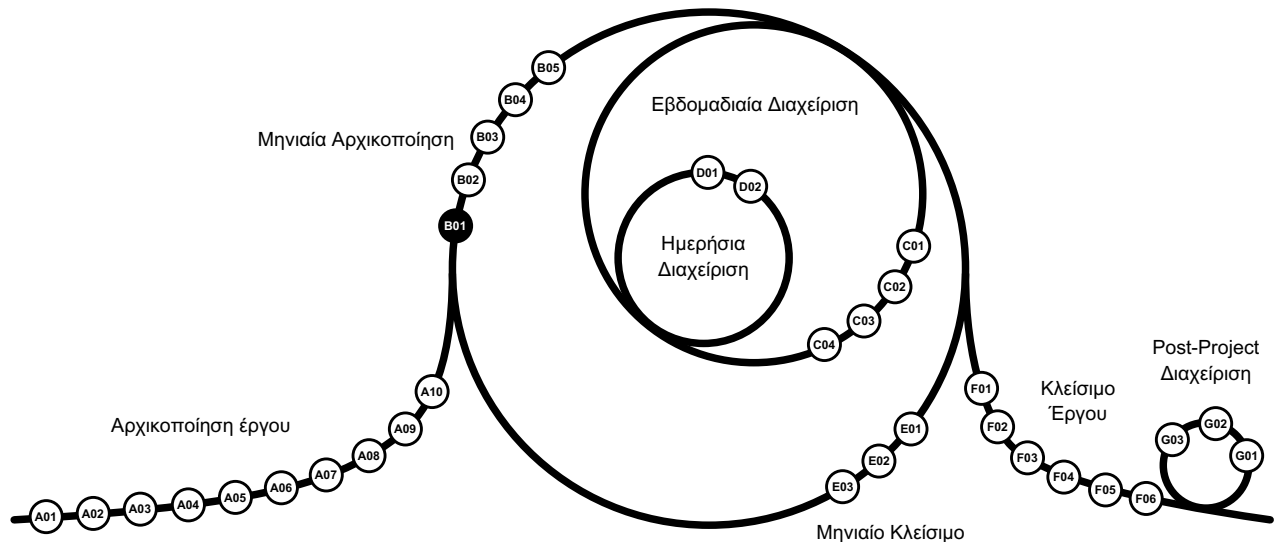 B05
B04
Εβδομαδιαία Διαχείριση
B03
Μηνιαία Αρχικοποίηση
D01
D02
B02
B01
Ημερήσια
Διαχείριση
C01
C02
C03
C04
Post-Project
Διαχείριση
A10
F01
Κλείσιμο
Έργου
Αρχικοποίηση έργου
A09
E01
F02
G02
G03
G01
A08
E02
F03
A07
F04
A06
E03
F05
A05
F06
A04
A03
A02
A01
Μηνιαίο Κλείσιμο